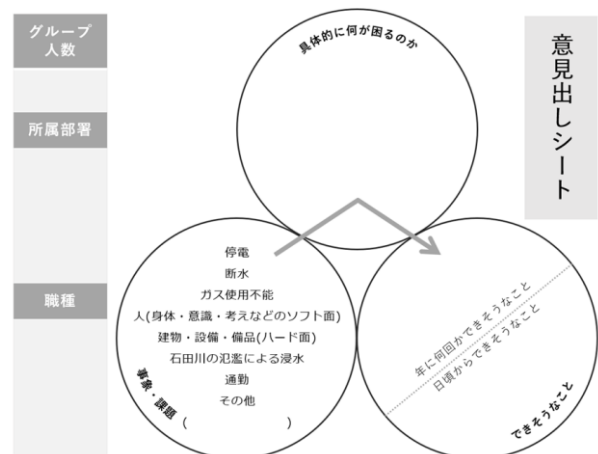 グループ
人数
所属部署
職種
具体的に何が困るのか
意見出しシート
停電
断水
ガス使用不能
人(身体・意識・考えなどのソフト面)
建物・設備・備品(ハード面)
石田川の氾濫による浸水
通勤
その他
(　　　　　　　　)
事象・課題
年に何回かできそうなこと
日頃からできそうなこと
できそうなこと